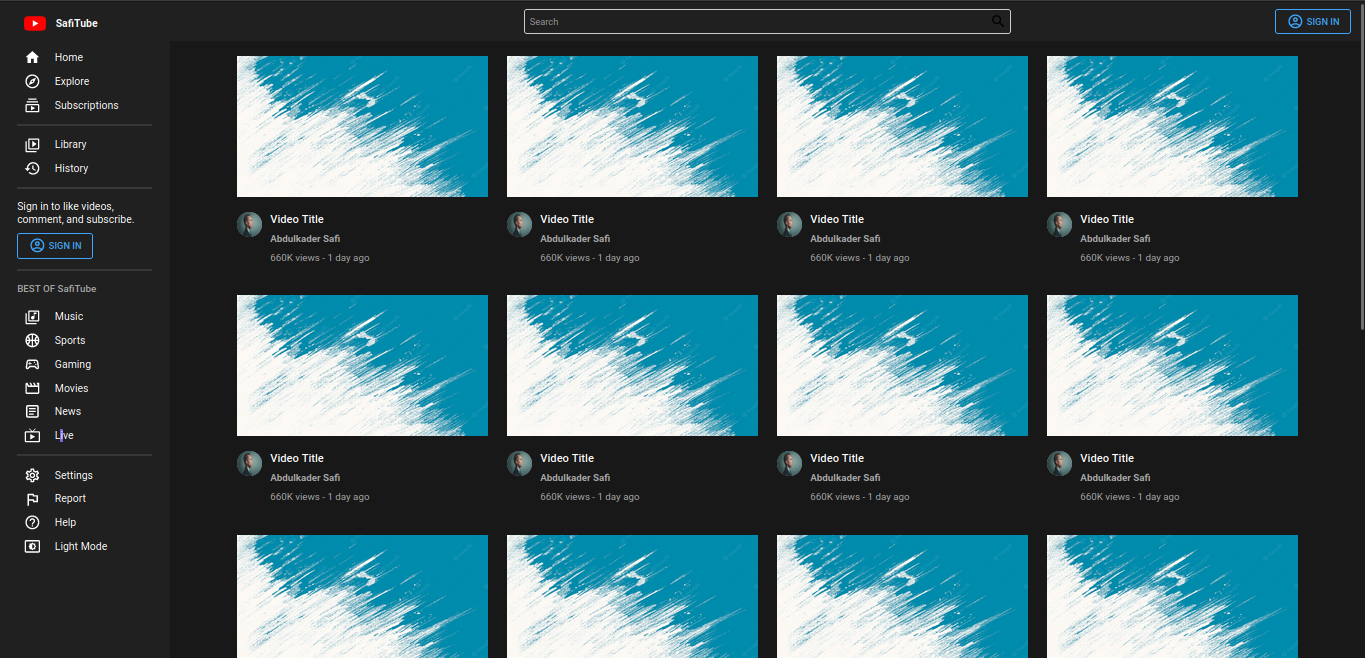 SafiTube
Search
SIGN IN
Home
Explore
Subscriptions
Library
History
Sign in to like videos,
comment, and subscribe.
SIGN IN
BEST OF SafiTube
Music
Sports
Gaming
Movies
News
Live
Settings
Report
Help
Light Mode
Video Title
Abdulkader Safi
660K views - 1 day ago
Video Title
Abdulkader Safi
660K views - 1 day ago
Video Title
Abdulkader Safi
660K views - 1 day ago
Video Title
Abdulkader Safi
660K views - 1 day ago
Video Title
Abdulkader Safi
660K views - 1 day ago
Video Title
Abdulkader Safi
660K views - 1 day ago
Video Title
Abdulkader Safi
660K views - 1 day ago
Video Title
Abdulkader Safi
660K views - 1 day ago